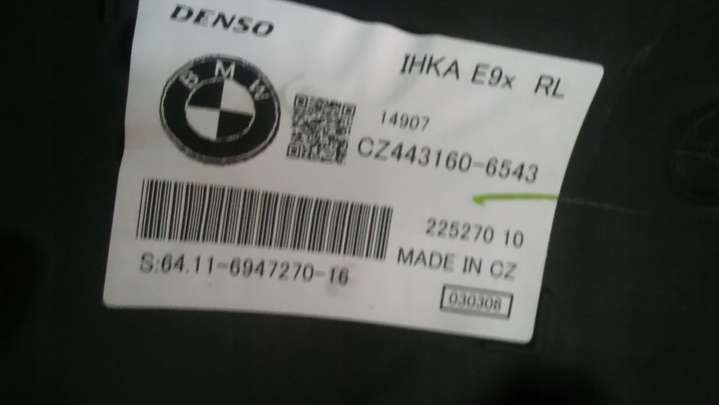 DENSO
IHKA E9x RL
BMW
14907
CZ443160-6543
225270 10
S:64.11-6947270-16
MADE IN CZ
030308